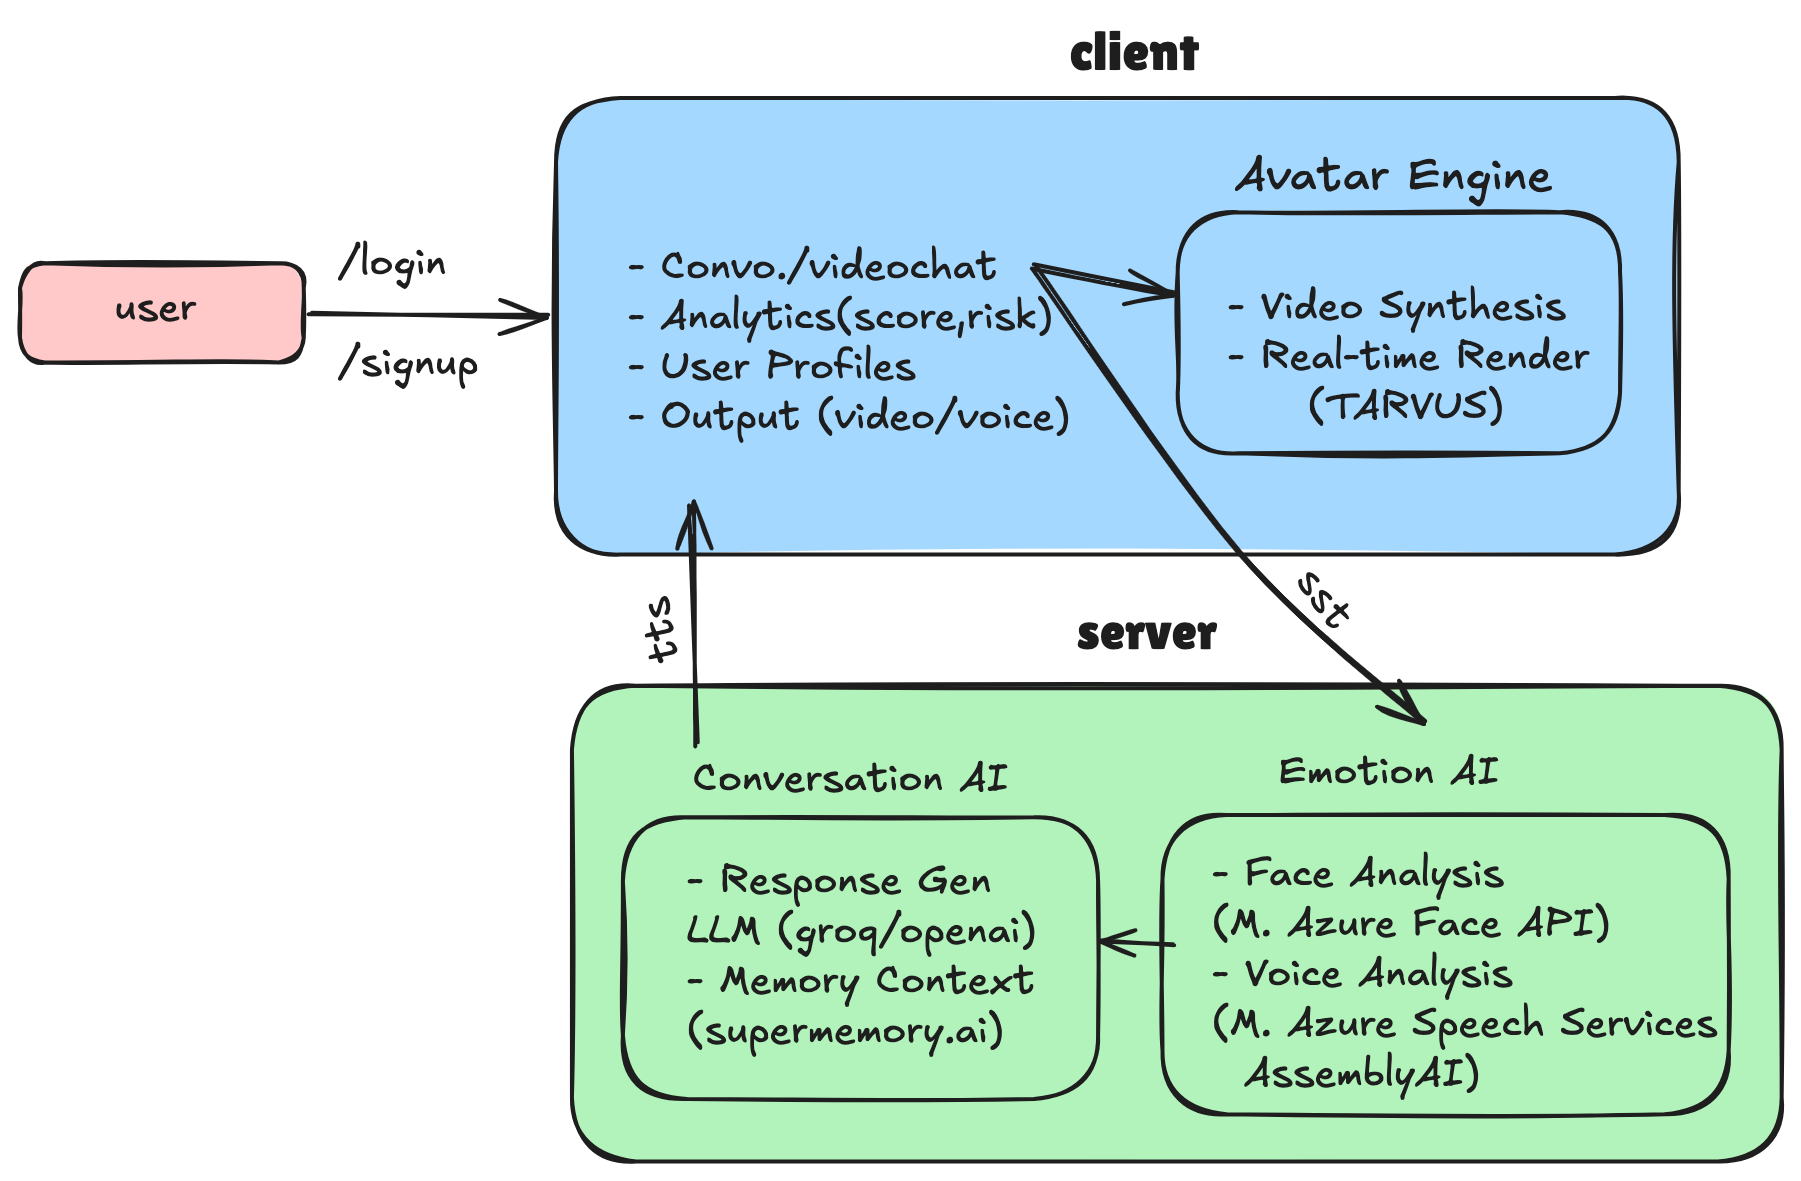 client
Avatar Engine
/login
user
/signup
- Convo./videochat
- Analytics(score,risk)
- User Profiles
- Output (video/voice)
- Video Synthesis
- Real-time Render
(TARVUS)
tts
sst
server
Conversation AI
- Response Gen
LLM (groq/openai)
- Memory Context
(supermemory.ai)
Emotion AI
- Face Analysis
(M. Azure Face API)
- Voice Analysis
(M. Azure Speech Services
AssemblyAI)